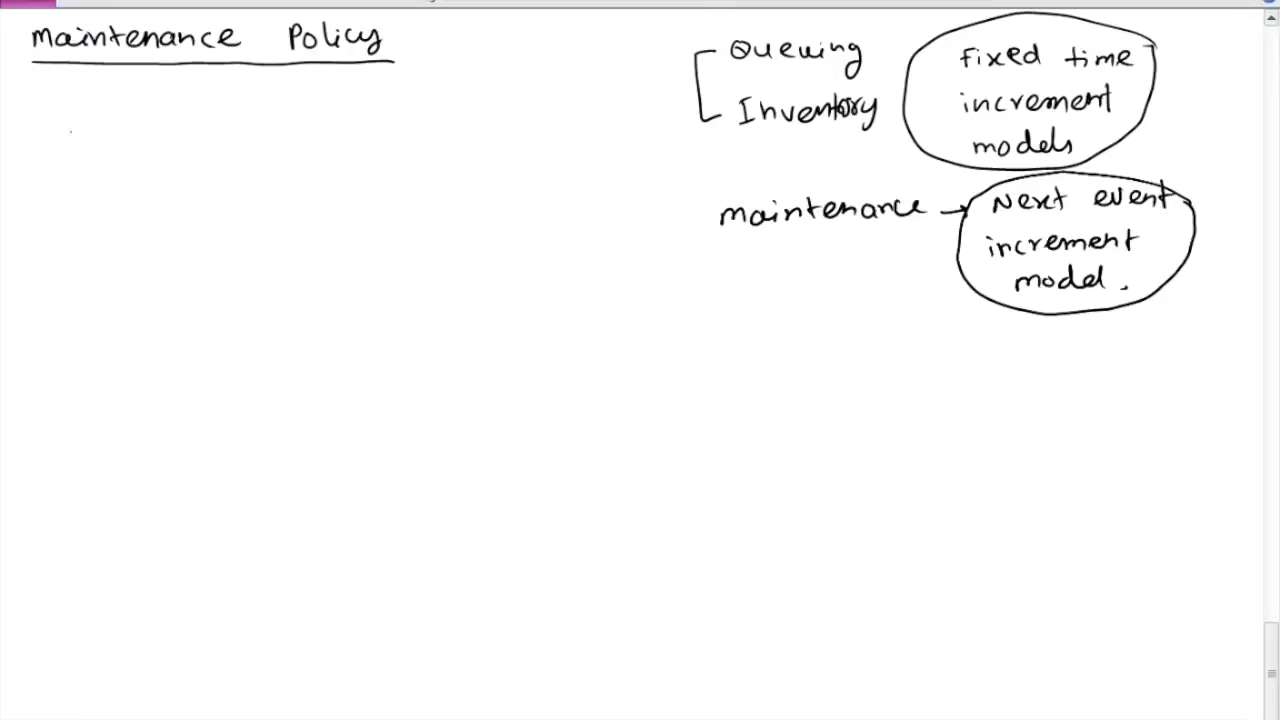 maintenance Policy
Queuing
Inventory
fixed time
increment
models
maintenance → Next event
increment
model.